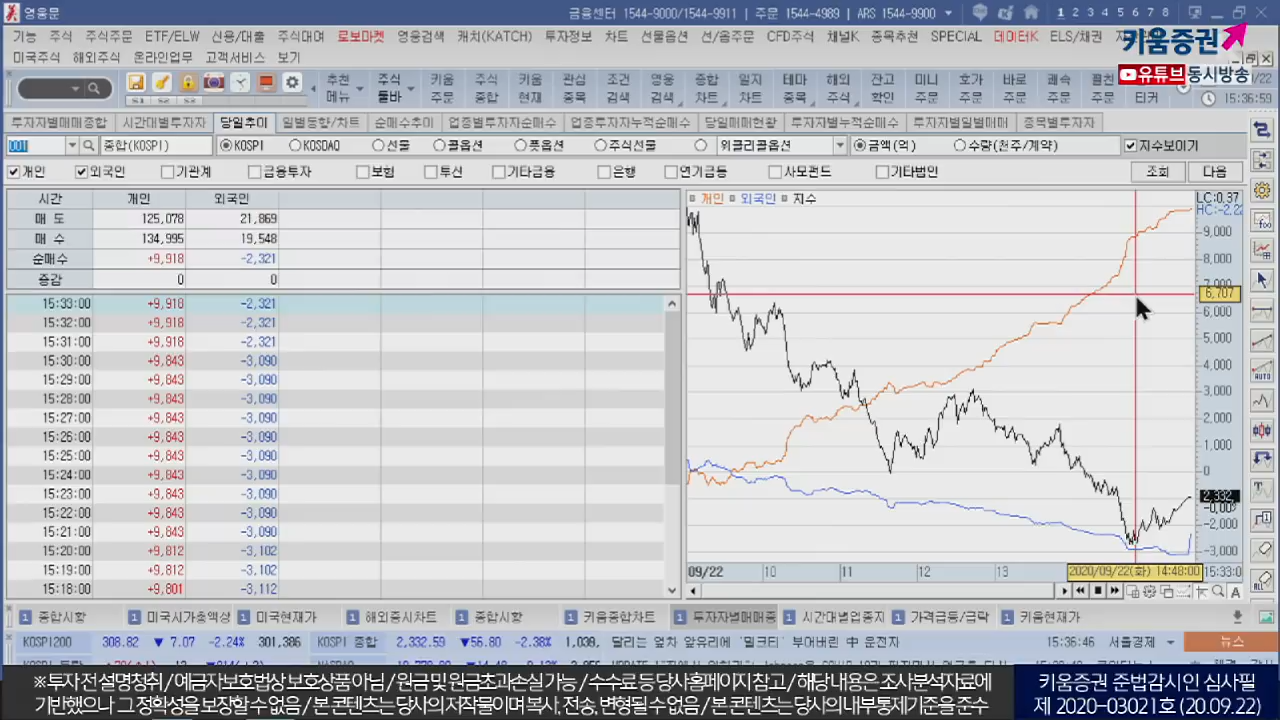 영웅문
금융센터 1544-9000/1544-9911 | 주문 1544-4989 | ARS 1544-9900
1 2 3 4 5 6 7 8
기능 주식 주식주문 ETF/ELW 신용/대출 주식대여 로보마켓 영웅검색 캐치(KATCH) 투자정보 차트 선물옵션 선/옵주문 CFD주식 채널K 종목추천 SPECIAL 데이터K ELS/채권
미국주식 해외주식 온라인업무 고객서비스 보기
키움증권
유튜브 동시방송
추천 주식 키움 주식 키움 관심 조건 영웅 종합 일지 테마 해외 잔고 미니 호가 바로 쾌속
메뉴 돌바 주문 종합 현재 종목 검색 검색 차트 차트 종목 주식 확인 주문 주문 주문 주문 주문 티커
15:36:59
투자자별매매종합 시간대별투자자 당일추이 일별동향/차트 순매수추이 업종별투자자순매수 업종투자자누적순매수 당일매매현황 투자자별누적순매수 투자자별일별매매 종목별투자자
001 종합(KOSPI) KOSPI KOSDAQ 선물 콜옵션 풋옵션 주식선물 위클리콜옵션 금액(억) 수량(천주/계약) 지수보이기
개인 외국인 기관계 금융투자 보험 투신 기타금융 은행 연기금등 사모펀드 기타법인 조회 다음
시간 개인 외국인
매 도 125,078 21,869
매 수 134,995 19,548
순매수 +9,918 -2,321
증감 0 0
15:33:00 +9,918 -2,321
15:32:00 +9,918 -2,321
15:31:00 +9,918 -2,321
15:30:00 +9,843 -3,090
15:29:00 +9,843 -3,090
15:28:00 +9,843 -3,090
15:27:00 +9,843 -3,090
15:26:00 +9,843 -3,090
15:25:00 +9,843 -3,090
15:24:00 +9,843 -3,090
15:23:00 +9,843 -3,090
15:22:00 +9,843 -3,090
15:21:00 +9,843 -3,090
15:20:00 +9,812 -3,102
15:19:00 +9,812 -3,102
15:18:00 +9,801 -3,112
개인 외국인 지수
LC:0.37
HC:-2.22
9,000
8,000
6,707
6,000
5,000
4,000
3,000
2,000
1,000
0
2,332
-2,000
-3,000
09/22 10 11 12 13 2020/09/22(화) 14:48:00 15:33:0
종합시황 미국시가총액상 미국현재가 해외증시차트 종합시황 키움종합차트 투자자별매매종 시간대별업종지 가격급등/급락 키움현재가
KOSPI200 308.82 ▼ 7.07 -2.24% 301,386 KOSPI 종합 2,332.59 ▼56.80 -2.38% 1,038, 달리는 옆차 앞유리에 '밀크티' 부어버린 中 운전자 15:36:46 서울경제 뉴스
※ 투자 전 설명청취 / 예금자보호법상 보호상품 아님 / 원금 및 원금초과손실 가능 / 수수료 등 당사홈페이지 참고 / 해당 내용은 조사분석자료에
기반했으나 그 정확성을 보장할 수 없음 / 본 콘텐츠는 당사의 저작물이며 복사, 전송, 변형될 수 없음 / 본 콘텐츠는 당사의 내부통제기준을 준수
키움증권 준법감시인 심사필
제 2020-03021호 (20.09.22)